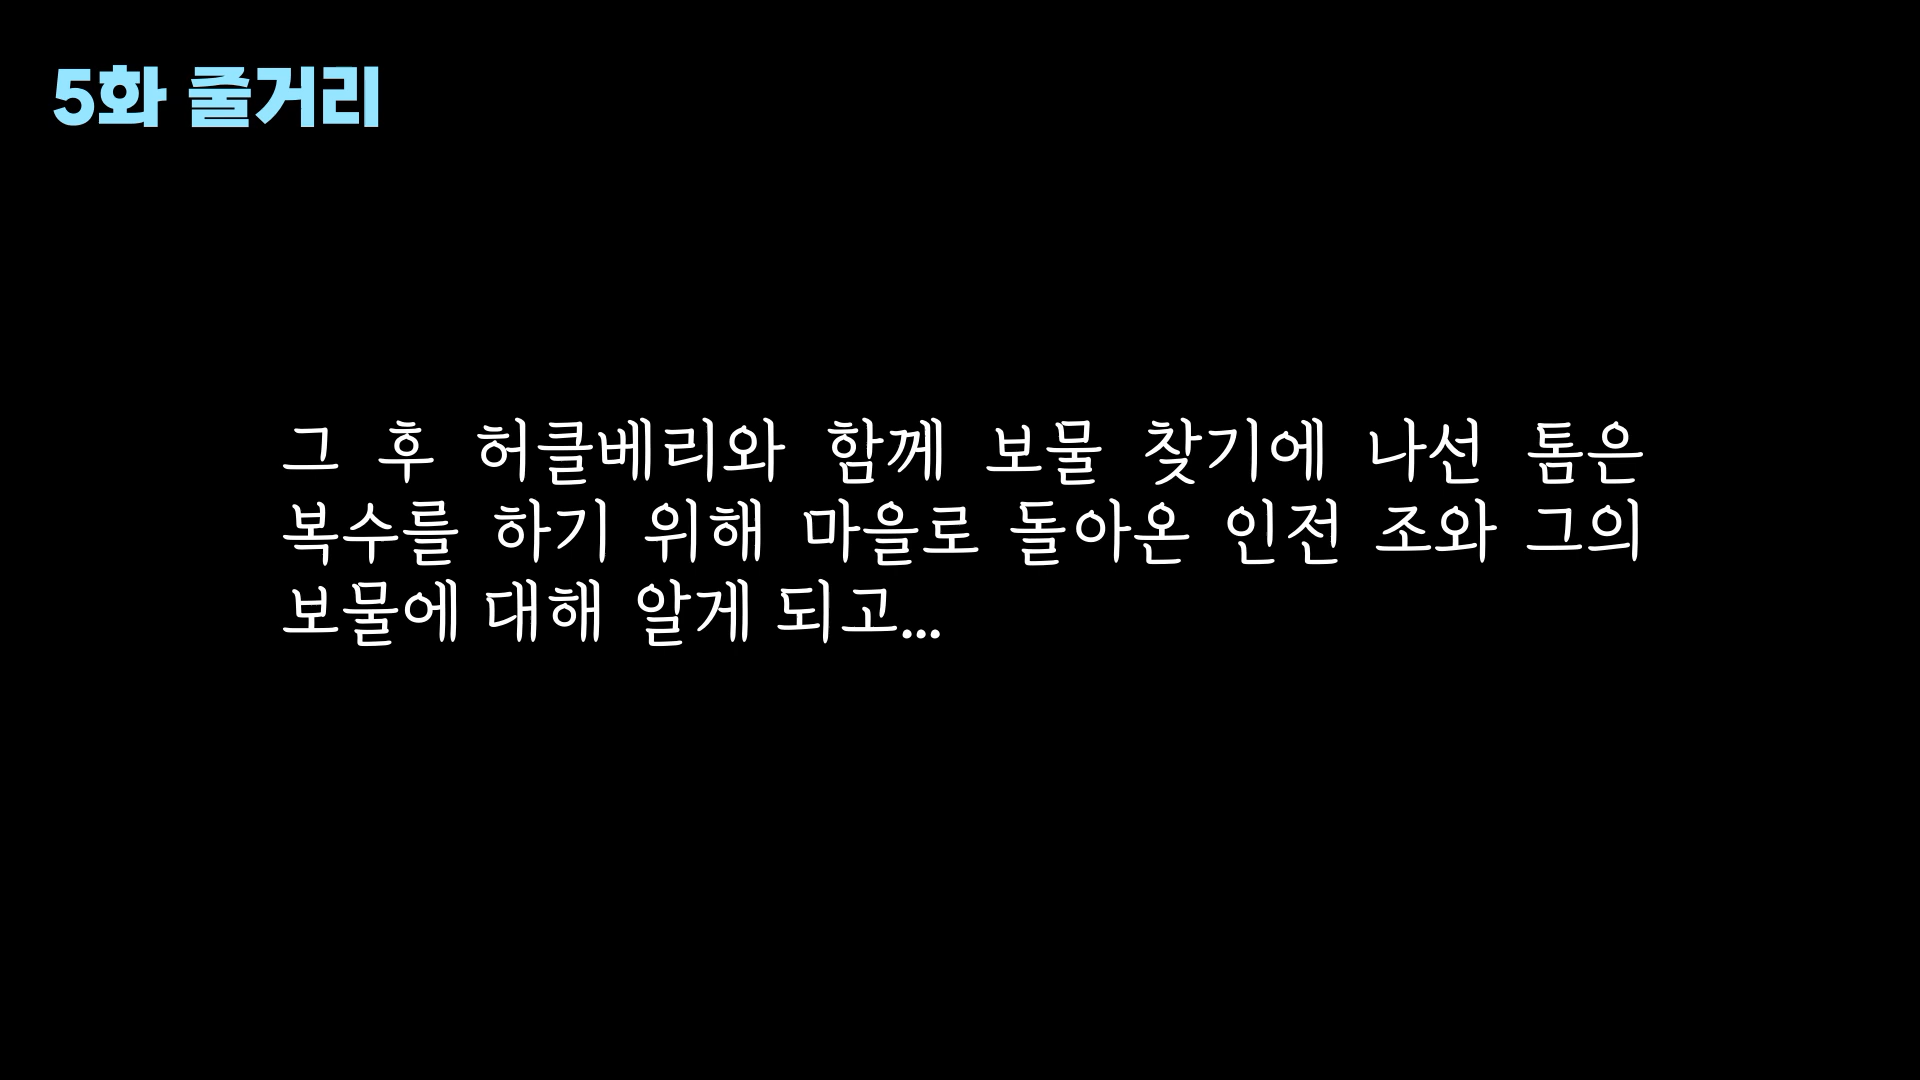 5화 줄거리
그 후 허클베리와 함께 보물 찾기에 나선 톰은
복수를 하기 위해 마을로 돌아온 인전 조와 그의
보물에 대해 알게 되고...